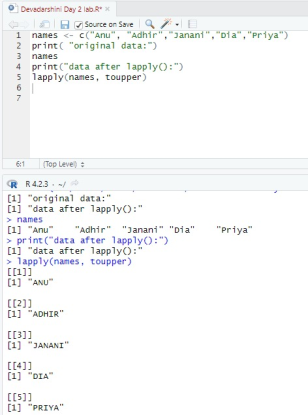 Devadarshini Day 2 lab.R*
Source on Save
1 names <- c("Anu", "Adhir","Janani","Dia","Priya")
2 print( "original data:")
3 names
4 print("data after lapply():")
5 lapply(names, toupper)
6
7
6:1 (Top Level)
R 4.2.3 · ~/
[1] "original data:"
[1] "data after lapply():"
> names
[1] "Anu" "Adhir" "Janani" "Dia" "Priya"
> print("data after lapply():")
[1] "data after lapply():"
> lapply(names, toupper)
[[1]]
[1] "ANU"
[[2]]
[1] "ADHIR"
[[3]]
[1] "JANANI"
[[4]]
[1] "DIA"
[[5]]
[1] "PRIYA"